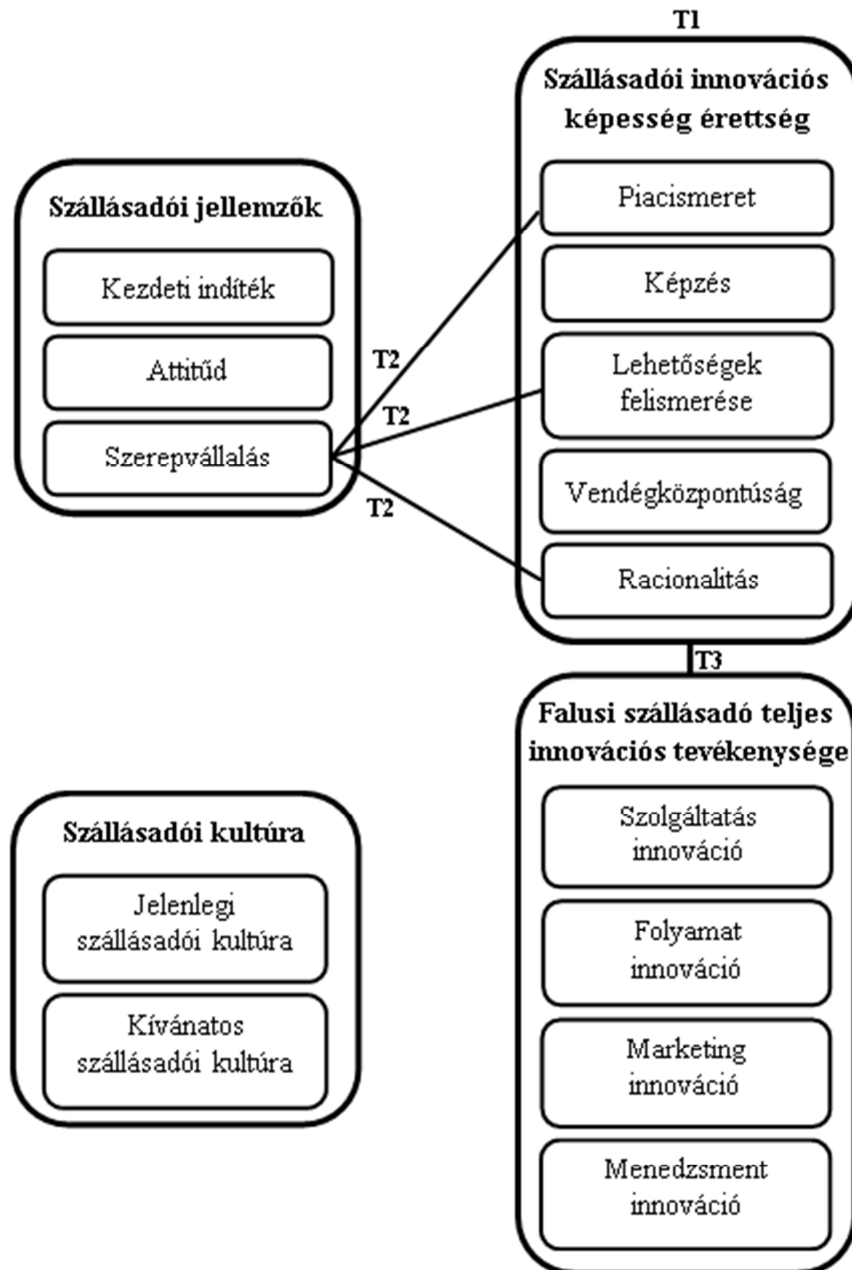 T1
Szállásadói innovációs
képesség érettség
Piacismeret
Képzés
Lehetőségek
felismerése
Vendégközpontúság
Racionalitás
Szállásadói jellemzők
Kezdeti indíték
Attitűd
Szerepvállalás
T2
T2
T2
T3
Falusi szállásadó teljes
innovációs tevékenysége
Szolgáltatás
innováció
Folyamat
innováció
Marketing
innováció
Menedzsment
innováció
Szállásadói kultúra
Jelenlegi
szállásadói kultúra
Kívánatos
szállásadói kultúra